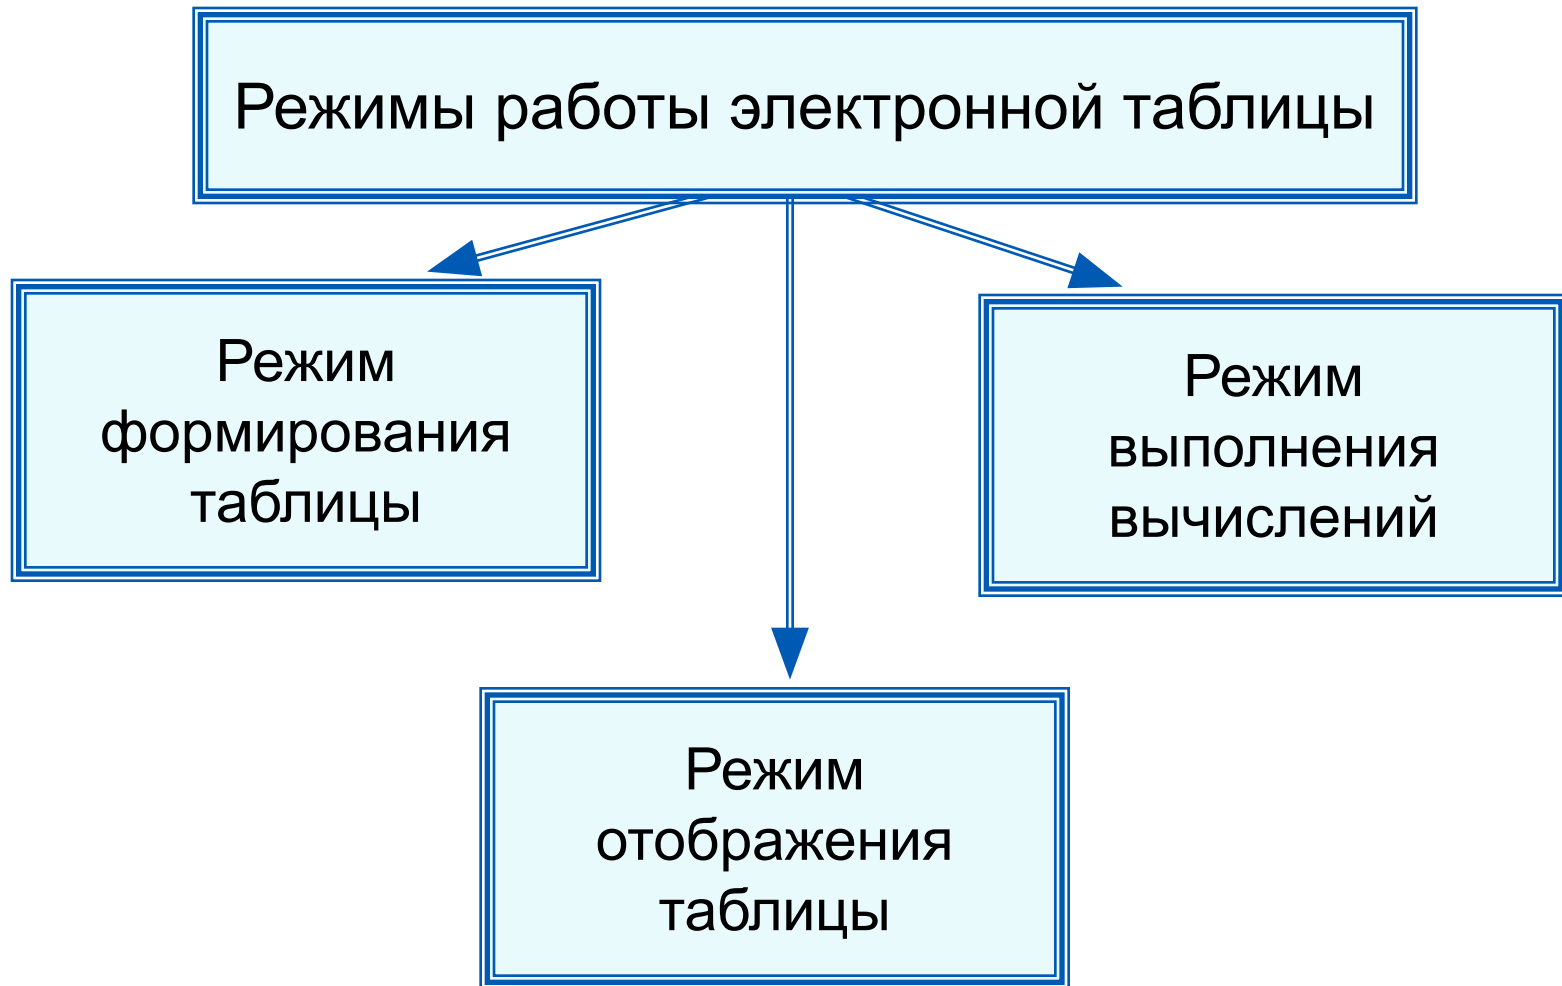 Режимы работы электронной таблицы
Режим
формирования
таблицы
Режим
выполнения
вычислений
Режим
отображения
таблицы